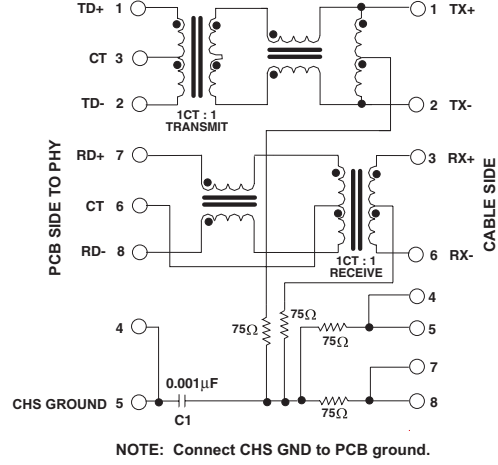 TD+ 1
1 TX+
CT 3
TD- 2
2 TX-
1CT : 1
TRANSMIT
RD+ 7
3 RX+
CT 6
RD- 8
6 RX-
1CT : 1
RECEIVE
PCB SIDE TO PHY
CABLE SIDE
4
4
75Ω
75Ω
5
75Ω
7
0.001µF
CHS GROUND 5
8
C1
75Ω
NOTE: Connect CHS GND to PCB ground.